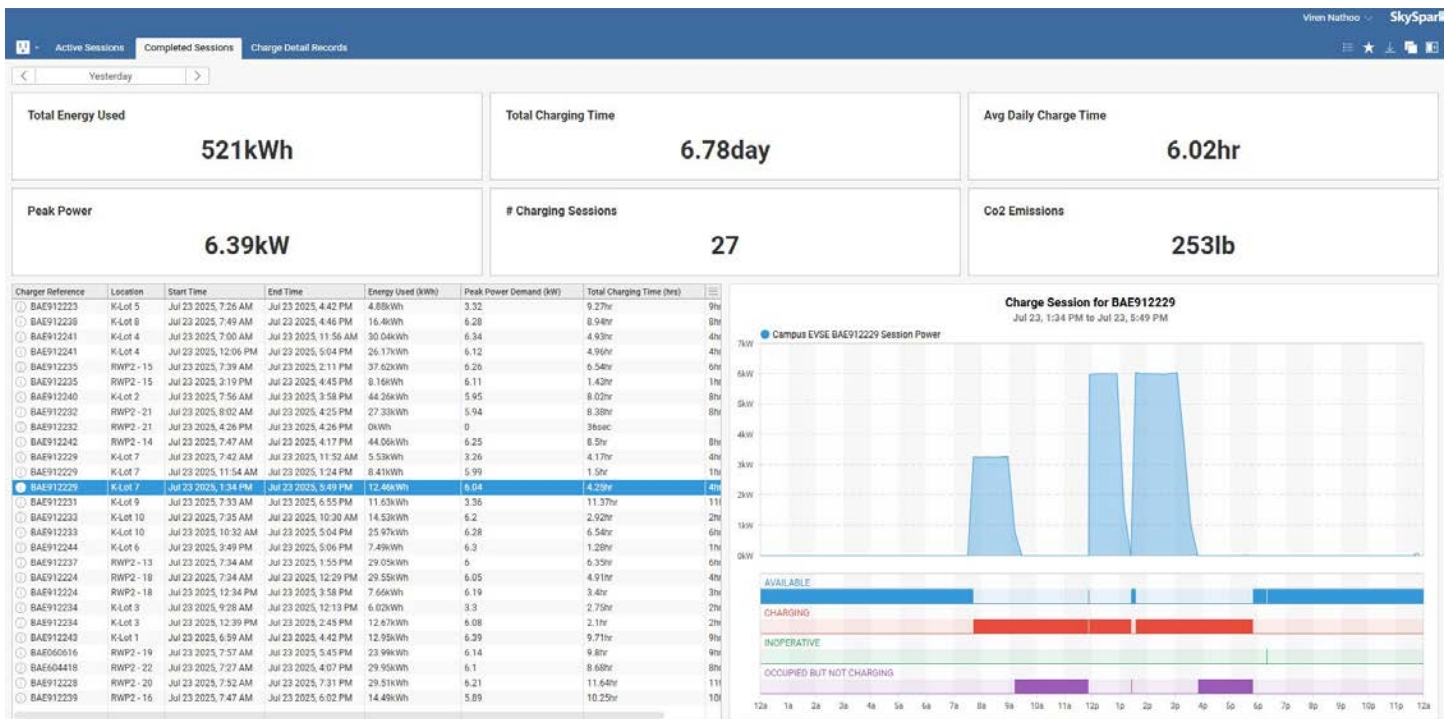 Viren Nathoo SkySpark
Active Sessions Completed Sessions Charge Detail Records
Yesterday
Total Energy Used
521kWh
Total Charging Time
6.78day
Avg Daily Charge Time
6.02hr
Peak Power
6.39kW
# Charging Sessions
27
Co2 Emissions
253lb
Charger Reference Location Start Time End Time Energy Used (kWh) Peak Power Demand (kW) Total Charging Time (hrs)
BAE912223 K-Lot 5 Jul 23 2025, 7:26 AM Jul 23 2025, 4:42 PM 4.88kWh 3.32 9.27hr 9hr
BAE912238 K-Lot 8 Jul 23 2025, 7:49 AM Jul 23 2025, 4:46 PM 16.4kWh 6.28 8.94hr 8hr
BAE912241 K-Lot 4 Jul 23 2025, 7:00 AM Jul 23 2025, 11:56 AM 30.04kWh 6.34 4.93hr 4hr
BAE912241 K-Lot 4 Jul 23 2025, 12:06 PM Jul 23 2025, 5:04 PM 26.17kWh 6.12 4.96hr 4hr
BAE912235 RWP2 - 15 Jul 23 2025, 7:39 AM Jul 23 2025, 2:11 PM 37.62kWh 6.26 6.54hr 6hr
BAE912235 RWP2 - 15 Jul 23 2025, 3:19 PM Jul 23 2025, 4:45 PM 8.16kWh 6.11 1.43hr 1hr
BAE912240 K-Lot 2 Jul 23 2025, 7:56 AM Jul 23 2025, 3:58 PM 44.26kWh 5.95 8.02hr 8hr
BAE912232 RWP2 - 21 Jul 23 2025, 8:02 AM Jul 23 2025, 4:25 PM 27.33kWh 5.94 8.38hr 8hr
BAE912232 RWP2 - 21 Jul 23 2025, 4:26 PM Jul 23 2025, 4:26 PM 0kWh 0 36sec
BAE912242 RWP2 - 14 Jul 23 2025, 7:47 AM Jul 23 2025, 4:17 PM 44.06kWh 6.25 8.5hr 8hr
BAE912229 K-Lot 7 Jul 23 2025, 7:42 AM Jul 23 2025, 11:52 AM 5.53kWh 3.26 4.17hr 4hr
BAE912229 K-Lot 7 Jul 23 2025, 11:54 AM Jul 23 2025, 1:24 PM 8.41kWh 5.99 1.5hr 1hr
BAE912229 K-Lot 7 Jul 23 2025, 1:34 PM Jul 23 2025, 5:49 PM 12.46kWh 6.04 4.25hr 4hr
BAE912231 K-Lot 9 Jul 23 2025, 7:33 AM Jul 23 2025, 6:55 PM 11.63kWh 3.36 11.37hr 11h
BAE912233 K-Lot 10 Jul 23 2025, 7:35 AM Jul 23 2025, 10:30 AM 14.53kWh 6.2 2.92hr 2hr
BAE912233 K-Lot 10 Jul 23 2025, 10:32 AM Jul 23 2025, 5:04 PM 25.97kWh 6.28 6.54hr 6hr
BAE912244 K-Lot 6 Jul 23 2025, 3:49 PM Jul 23 2025, 5:06 PM 7.49kWh 6.3 1.28hr 1hr
BAE912237 RWP2 - 13 Jul 23 2025, 7:34 AM Jul 23 2025, 1:55 PM 29.05kWh 6 6.35hr 6hr
BAE912224 RWP2 - 18 Jul 23 2025, 7:34 AM Jul 23 2025, 12:29 PM 29.55kWh 6.05 4.91hr 4hr
BAE912224 RWP2 - 18 Jul 23 2025, 12:34 PM Jul 23 2025, 3:58 PM 7.66kWh 6.19 3.4hr 3hr
BAE912234 K-Lot 3 Jul 23 2025, 9:28 AM Jul 23 2025, 12:13 PM 6.02kWh 3.3 2.75hr 2hr
BAE912234 K-Lot 3 Jul 23 2025, 12:39 PM Jul 23 2025, 2:45 PM 12.67kWh 6.08 2.1hr 2hr
BAE912243 K-Lot 1 Jul 23 2025, 6:59 AM Jul 23 2025, 4:42 PM 12.95kWh 6.39 9.71hr 9hr
BAE060616 RWP2 - 19 Jul 23 2025, 7:57 AM Jul 23 2025, 5:45 PM 23.99kWh 6.14 9.8hr 9hr
BAE604418 RWP2 - 22 Jul 23 2025, 7:27 AM Jul 23 2025, 4:07 PM 29.95kWh 6.1 8.68hr 8hr
BAE912228 RWP2 - 20 Jul 23 2025, 7:52 AM Jul 23 2025, 7:31 PM 29.51kWh 6.21 11.64hr 11h
BAE912239 RWP2 - 16 Jul 23 2025, 7:47 AM Jul 23 2025, 6:02 PM 14.49kWh 5.89 10.25hr 10h
Charge Session for BAE912229
Jul 23, 1:34 PM to Jul 23, 5:49 PM
Campus EVSE BAE912229 Session Power
7kW
6kW
5kW
4kW
3kW
2kW
1kW
0kW
AVAILABLE
CHARGING
INOPERATIVE
OCCUPIED BUT NOT CHARGING
12a 1a 2a 3a 4a 5a 6a 7a 8a 9a 10a 11a 12p 1p 2p 3p 4p 5p 6p 7p 8p 9p 10p 11p 12a